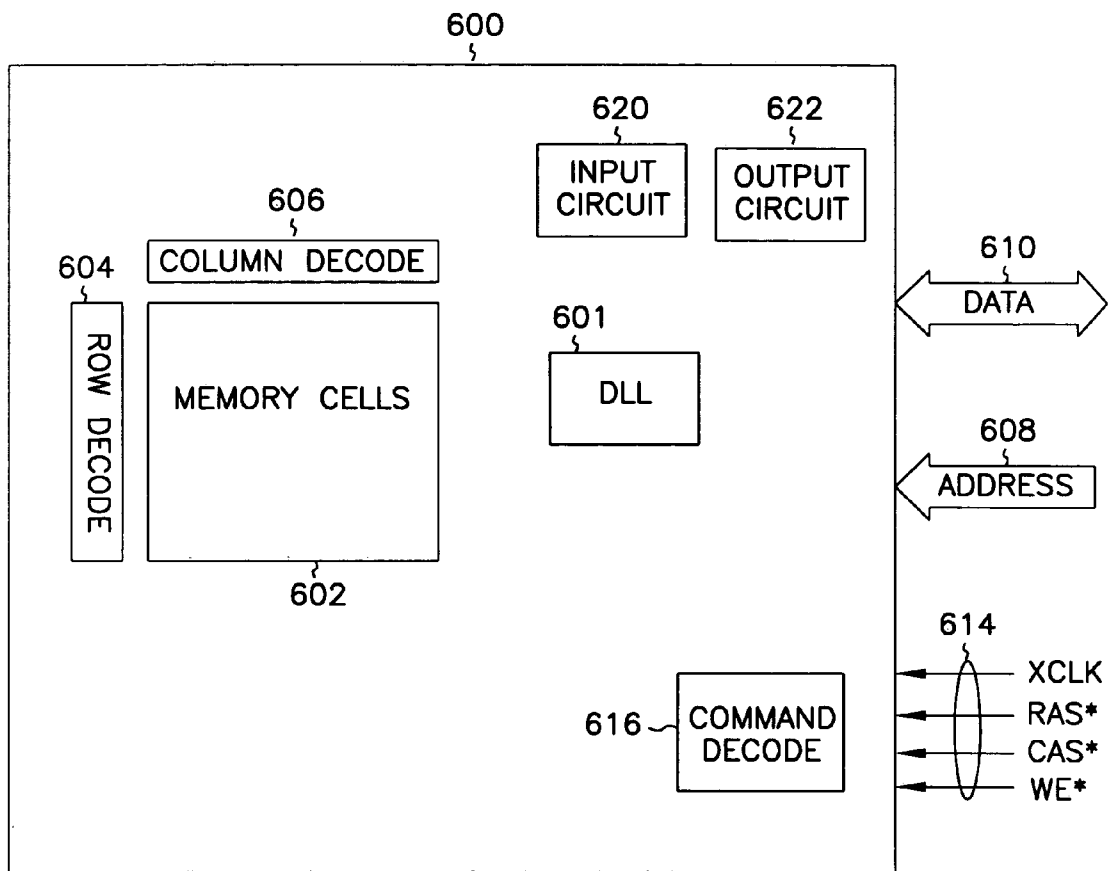 600
620
622
INPUT
CIRCUIT
OUTPUT
CIRCUIT
606
COLUMN DECODE
604
ROW DECODE
610
DATA
601
DLL
MEMORY CELLS
608
ADDRESS
602
614
XCLK
RAS*
CAS*
WE*
616
COMMAND
DECODE